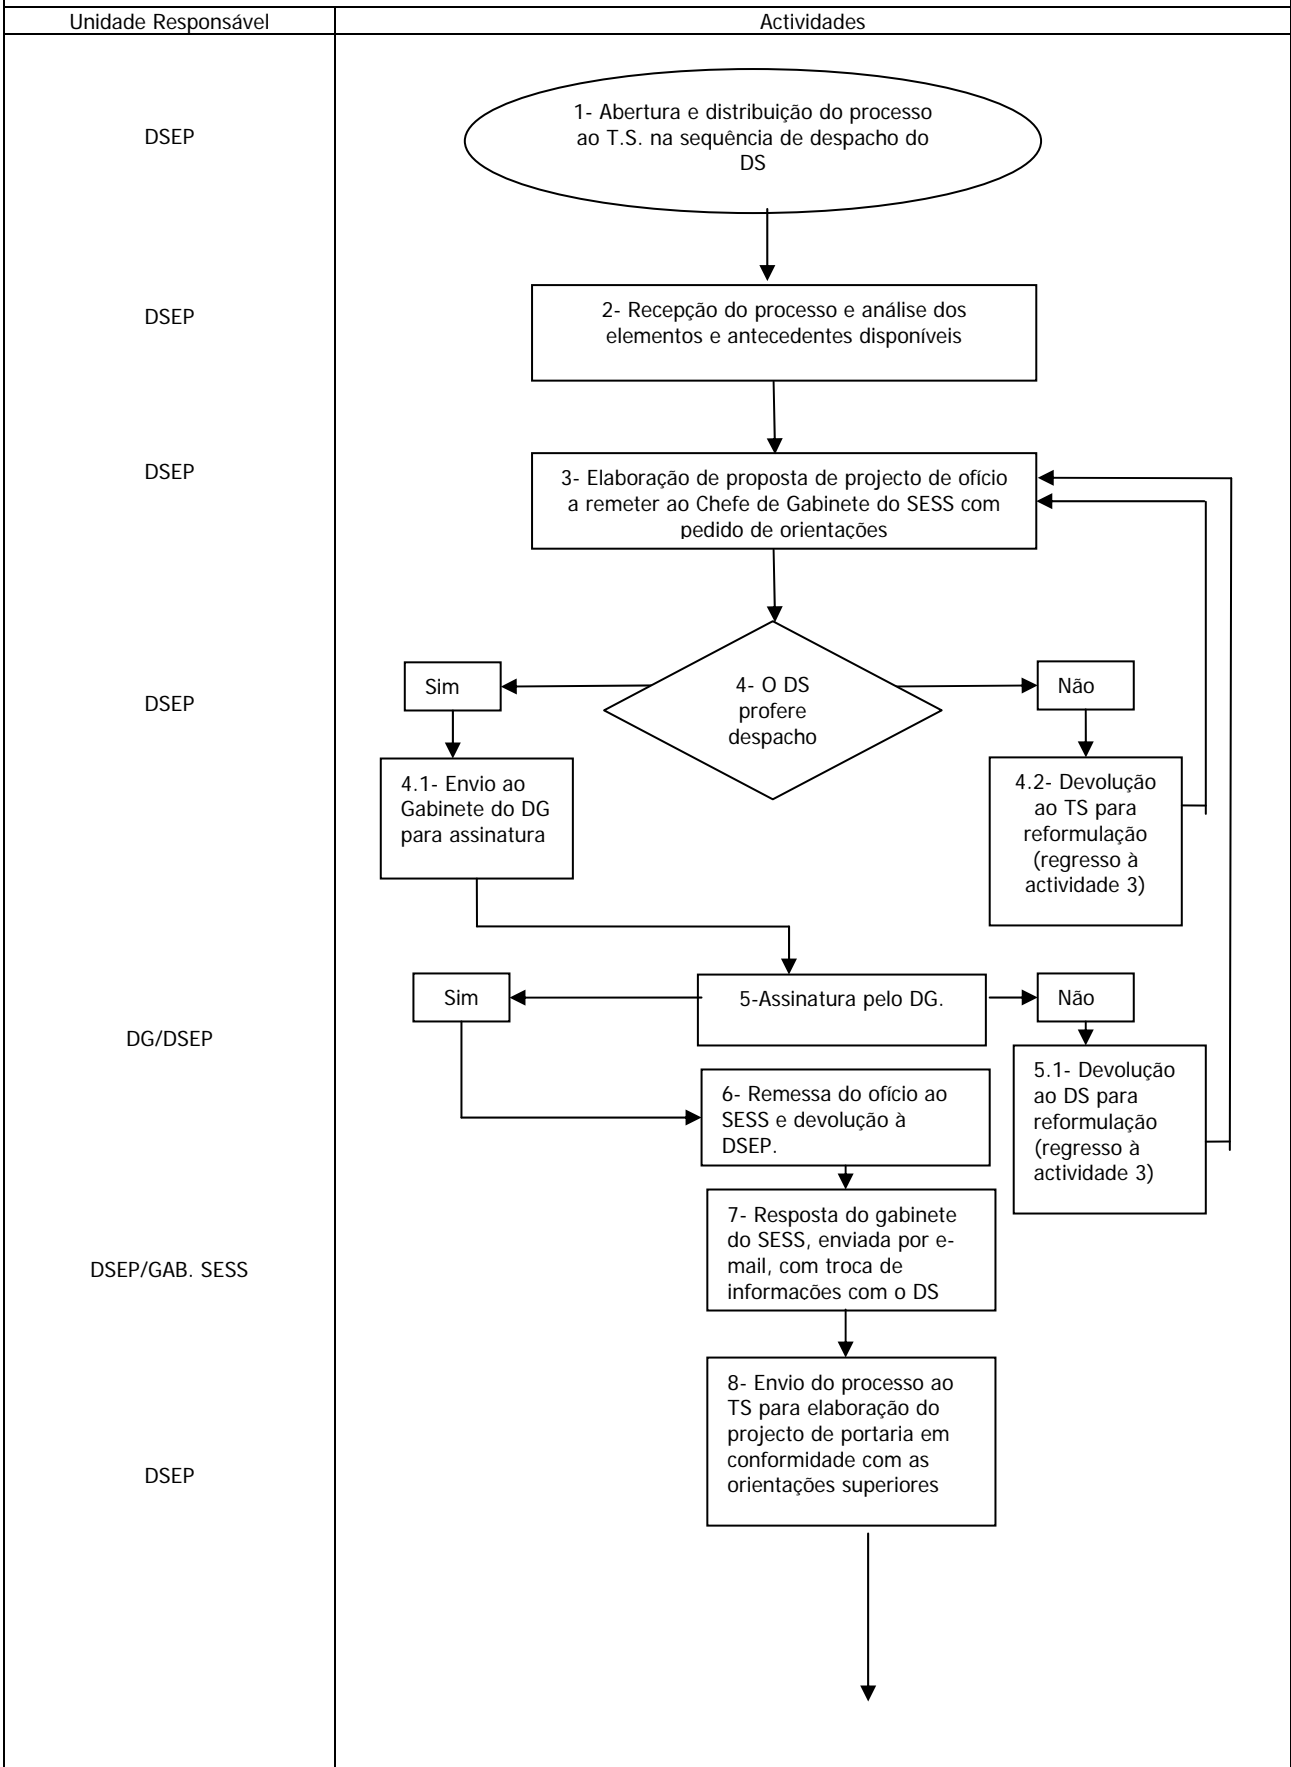 Unidade Responsável
Actividades
DSEP
1- Abertura e distribuição do processo
ao T.S. na sequência de despacho do
DS
DSEP
2- Recepção do processo e análise dos
elementos e antecedentes disponíveis
DSEP
3- Elaboração de proposta de projecto de ofício
a remeter ao Chefe de Gabinete do SESS com
pedido de orientações
DSEP
Sim
4- O DS
profere
despacho
Não
4.1- Envio ao
Gabinete do DG
para assinatura
4.2- Devolução
ao TS para
reformulação
(regresso à
actividade 3)
DG/DSEP
Sim
5-Assinatura pelo DG.
Não
5.1- Devolução
ao DS para
reformulação
(regresso à
actividade 3)
6- Remessa do ofício ao
SESS e devolução à
DSEP.
DSEP/GAB. SESS
7- Resposta do gabinete
do SESS, enviada por e-
mail, com troca de
informações com o DS
DSEP
8- Envio do processo ao
TS para elaboração do
projecto de portaria em
conformidade com as
orientações superiores